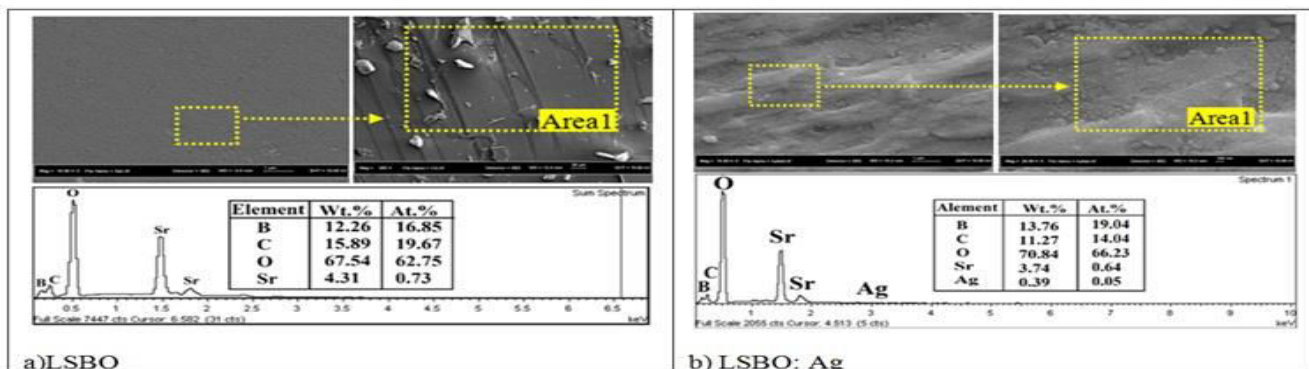 Area1
Area1
Sum Spectrum
O
Sr
Sr
B C
Element Wt.% At.%
B 12.26 16.85
C 15.89 19.67
O 67.54 62.75
Sr 4.31 0.73
0.5 1 1.5 2 2.5 3 3.5 4 4.5 5 5.5 6 6.5
Full Scale 7447 cts Cursor: 6.582 (31 cts) keV
a)LSBO
Spectrum 1
O
Sr
C
B
Sr
Ag
Alement Wt.% At.%
B 13.76 19.04
C 11.27 14.04
O 70.84 66.23
Sr 3.74 0.64
Ag 0.39 0.05
0 1 2 3 4 5 6 7 8 9 10
Full Scale 2055 cts Cursor: 4.513 (5 cts) keV
b) LSBO: Ag